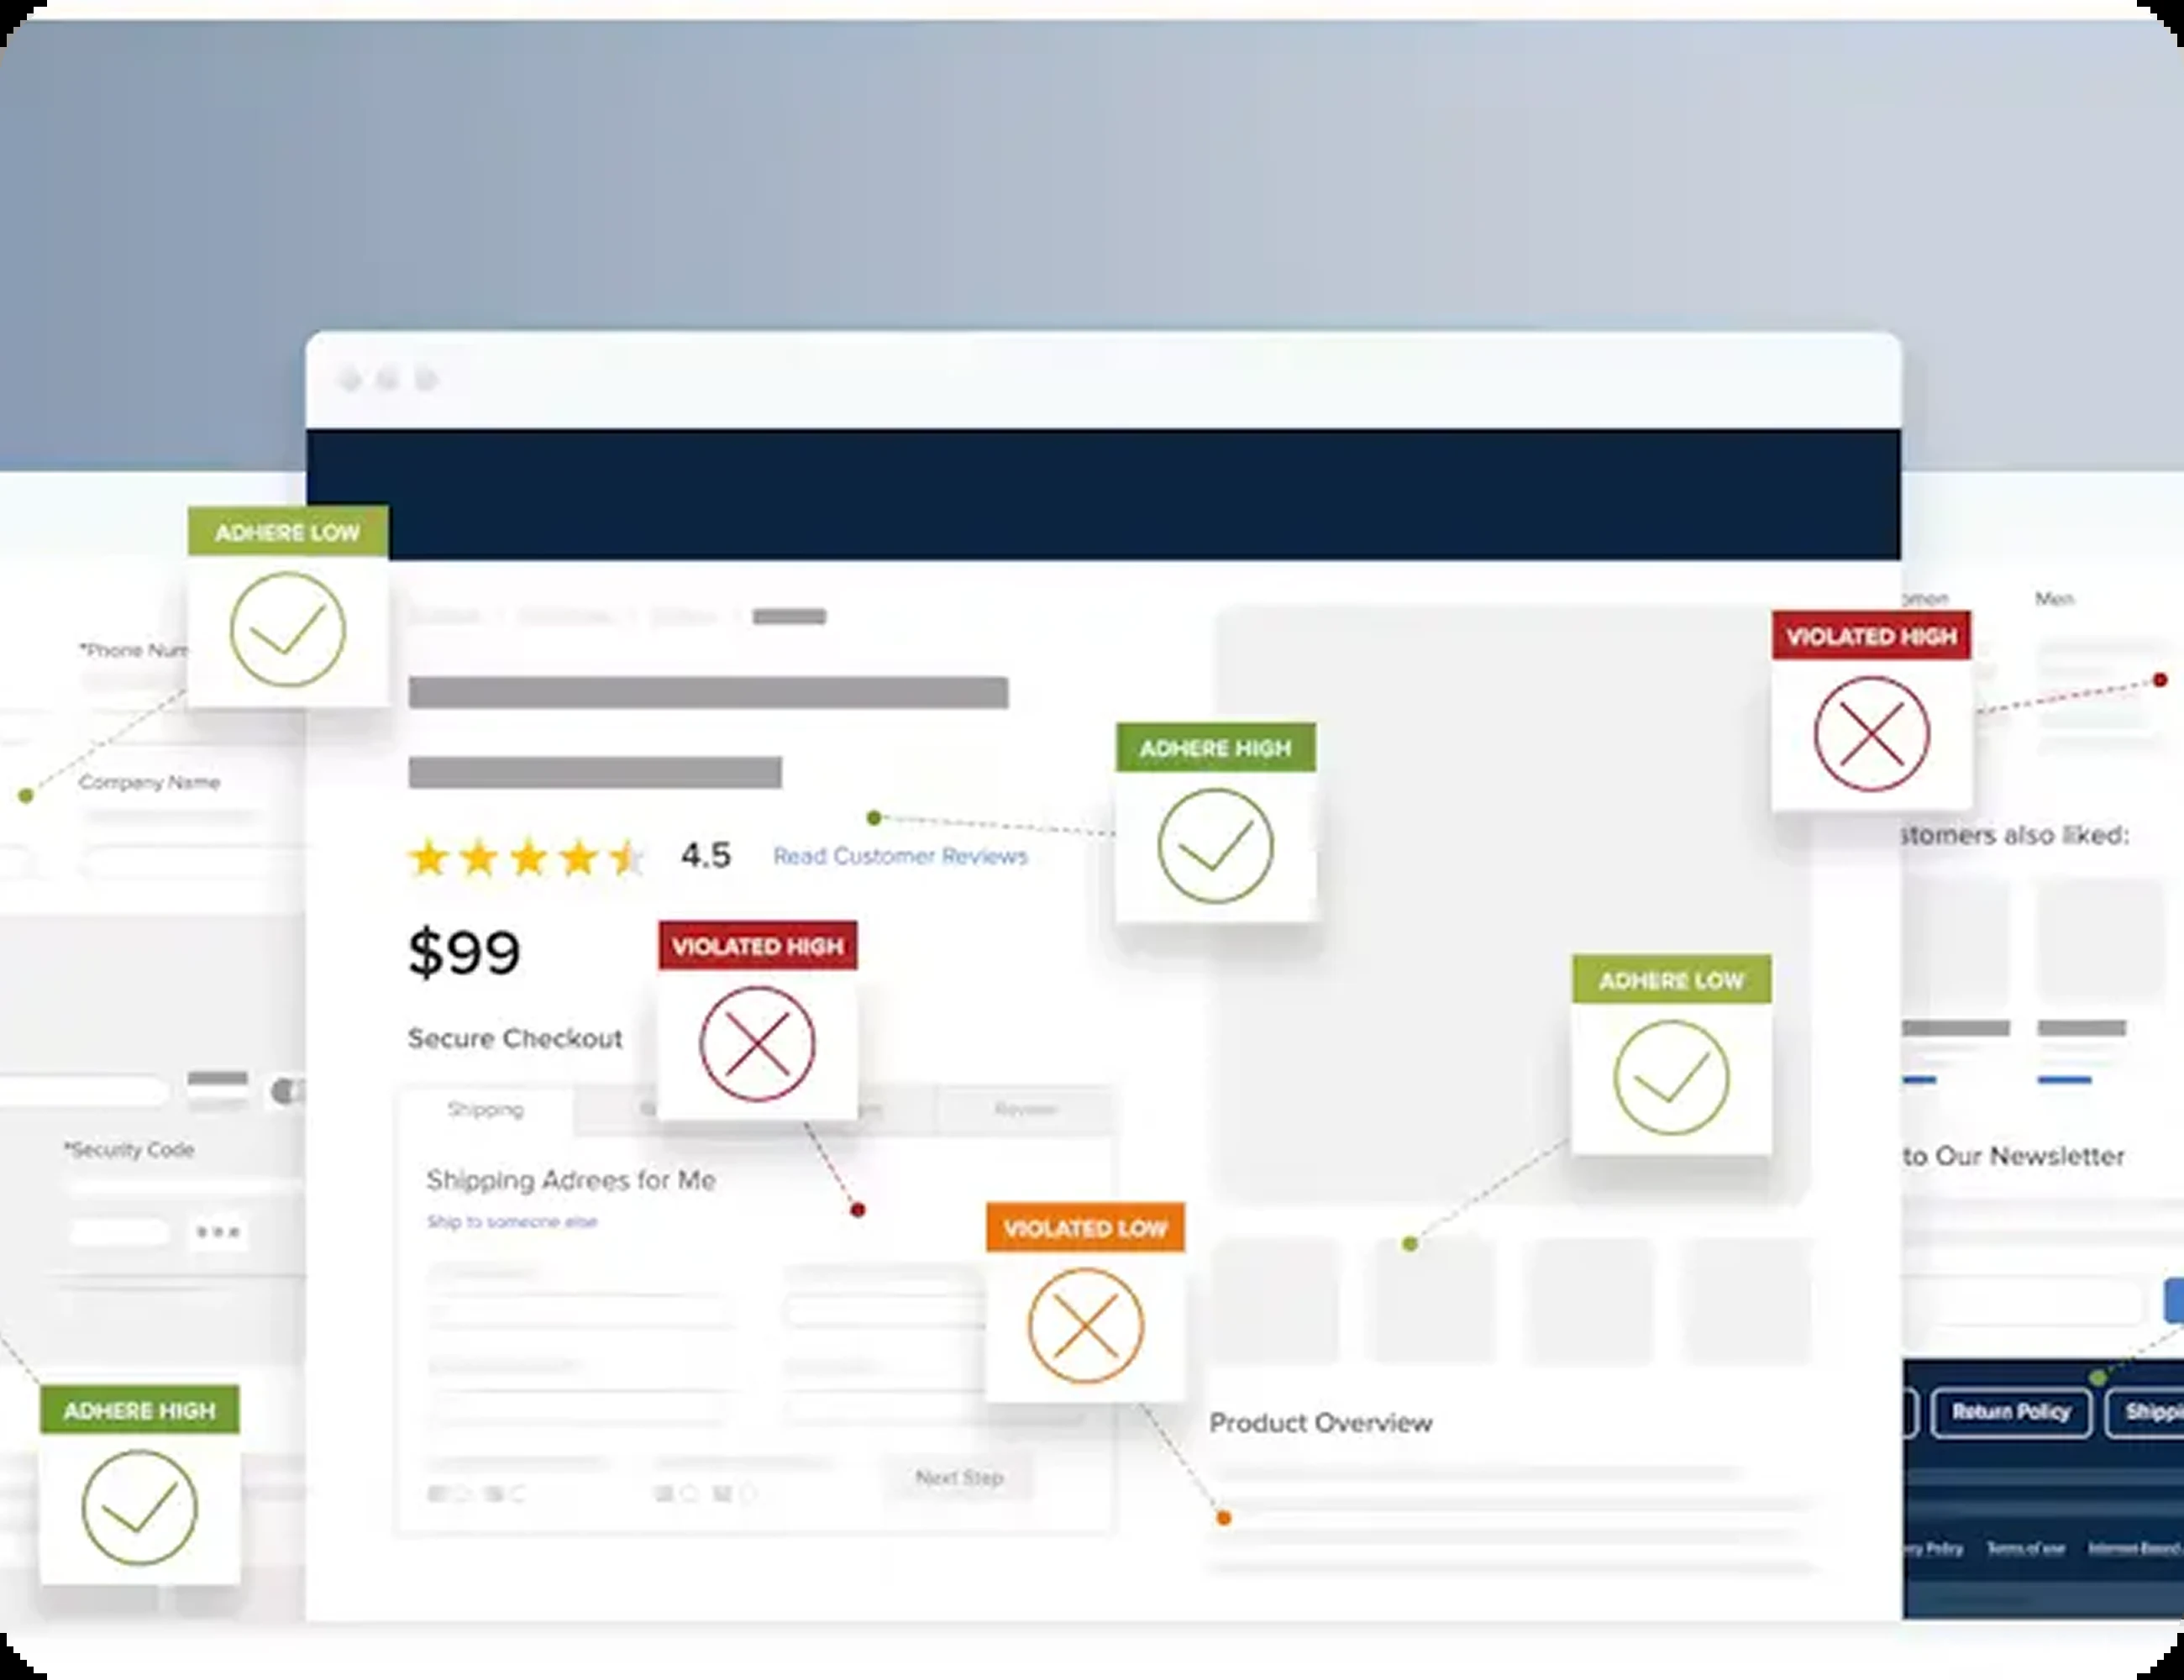 ADHERE LOW
*Phone Num
Company Name
Men
VIOLATED HIGH
ADHERE HIGH
4.5
Read Customer Reviews
stomers also liked:
$99
VIOLATED HIGH
ADHERE LOW
Secure Checkout
Shipping
Review
*Security Code
Shipping Adrees for Me
to Our Newsletter
Ship to someone else
VIOLATED LOW
ADHERE HIGH
Return Policy
Shippi
Product Overview
Next Step
Policy
Terms of use